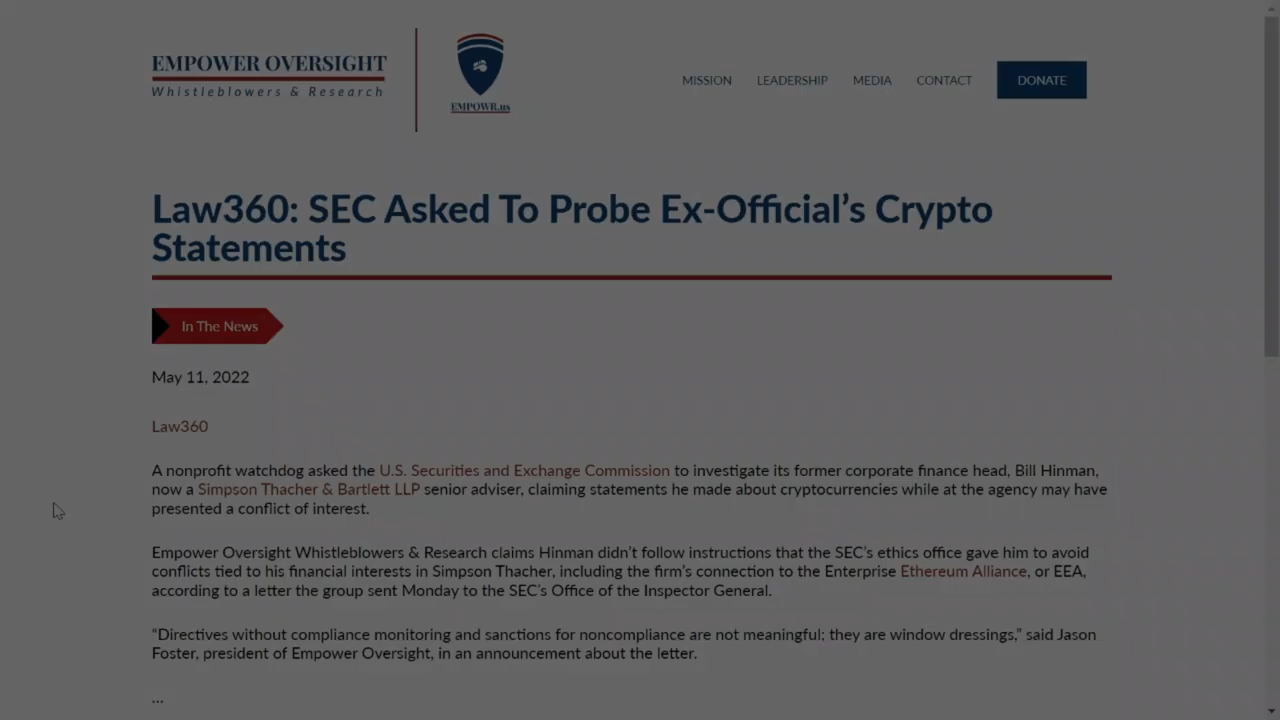 EMPOWER OVERSIGHT
Whistleblowers & Research
EMPOWR.us
MISSION LEADERSHIP MEDIA CONTACT DONATE
Law360: SEC Asked To Probe Ex-Official’s Crypto
Statements
In The News
May 11, 2022
Law360
A nonprofit watchdog asked the U.S. Securities and Exchange Commission to investigate its former corporate finance head, Bill Hinman,
now a Simpson Thacher & Bartlett LLP senior adviser, claiming statements he made about cryptocurrencies while at the agency may have
presented a conflict of interest.
Empower Oversight Whistleblowers & Research claims Hinman didn’t follow instructions that the SEC’s ethics office gave him to avoid
conflicts tied to his financial interests in Simpson Thacher, including the firm’s connection to the Enterprise Ethereum Alliance, or EEA,
according to a letter the group sent Monday to the SEC’s Office of the Inspector General.
“Directives without compliance monitoring and sanctions for noncompliance are not meaningful; they are window dressings,” said Jason
Foster, president of Empower Oversight, in an announcement about the letter.
…